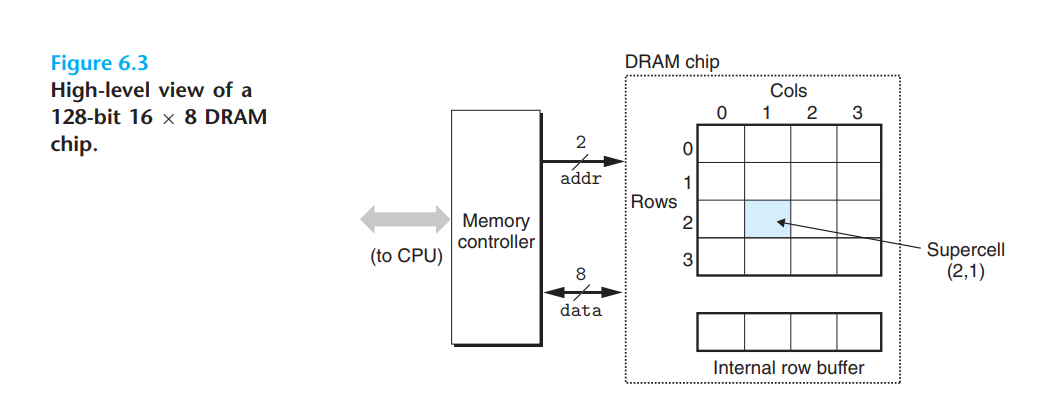 Figure 6.3
High-level view of a
128-bit 16 × 8 DRAM
chip.
DRAM chip
Cols
0 1 2 3
0
1
Rows
2
3
2
addr
Memory
controller
(to CPU)
8
data
Supercell
(2,1)
Internal row buffer